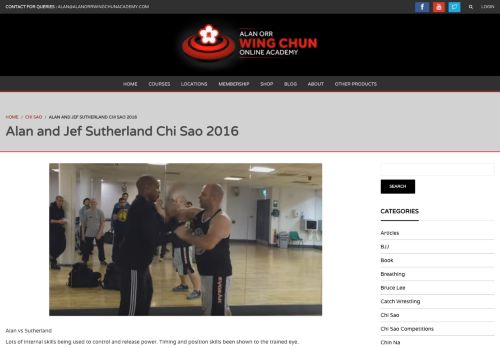 CONTACT FOR QUERIES : ALAN@ALANORRWINGCHUNACADEMY.COM
LOGIN
ALAN ORR
WING CHUN
ONLINE ACADEMY
HOME COURSES LOCATIONS MEMBERSHIP SHOP BLOG ABOUT OTHER PRODUCTS
HOME / CHI SAO / ALAN AND JEF SUTHERLAND CHI SAO 2016
Alan and Jef Sutherland Chi Sao 2016
Alan vs Sutherland
Lots of internal skills being used to control and release power. Timing and position skills been shown to the trained eye.
SEARCH
CATEGORIES
Articles
BJJ
Book
Breathing
Bruce Lee
Catch Wrestling
Chi Sao
Chi Sao Competitions
Chin Na